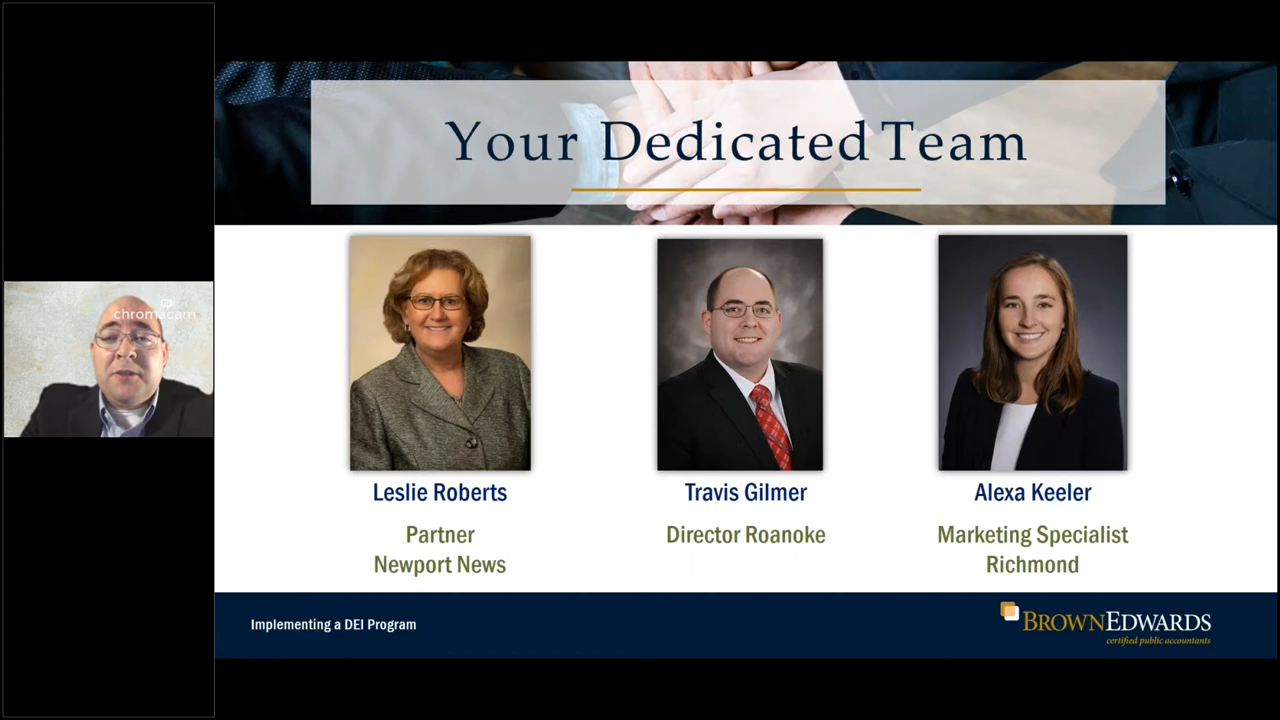 chromacam
Your Dedicated Team
Leslie Roberts
Partner
Newport News
Travis Gilmer
Director Roanoke
Alexa Keeler
Marketing Specialist
Richmond
Implementing a DEI Program
BROWNEDWARDS
certified public accountants